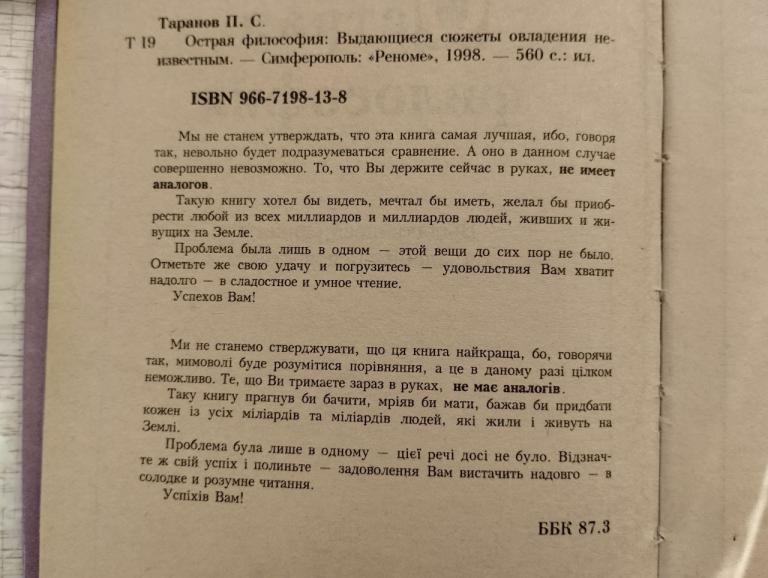 Таранов П. С.
Т 19 Острая философия: Выдающиеся сюжеты овладения не-
известным. — Симферополь: «Реноме», 1998. — 560 с.: ил.
ISBN 966-7198-13-8
Мы не станем утверждать, что эта книга самая лучшая, ибо, говоря
так, невольно будет подразумеваться сравнение. А оно в данном случае
совершенно невозможно. То, что Вы держите сейчас в руках, не имеет
аналогов.
Такую книгу хотел бы видеть, мечтал бы иметь, желал бы приоб-
рести любой из всех миллиардов и миллиардов людей, живших и жи-
вущих на Земле.
Проблема была лишь в одном — этой вещи до сих пор не было.
Отметьте же свою удачу и погрузитесь — удовольствия Вам хватит
надолго — в сладостное и умное чтение.
Успехов Вам!
Ми не станемо стверджувати, що ця книга найкраща, бо, говорячи
так, мимоволі буде розумітися порівняння, а це в даному разі цілком
неможливо. Те, що Ви тримаєте зараз в руках, не має аналогів.
Таку книгу прагнув би бачити, мріяв би мати, бажав би придбати
кожен із усіх міліардів та міліардів людей, які жили і живуть на
Землі.
Проблема була лише в одному — цієї речі досі не було. Відзнач-
те ж свій успіх і полиньте — задоволення Вам вистачить надовго — в
солодке и розумне читання.
Успіхів Вам!
ББК 87.3